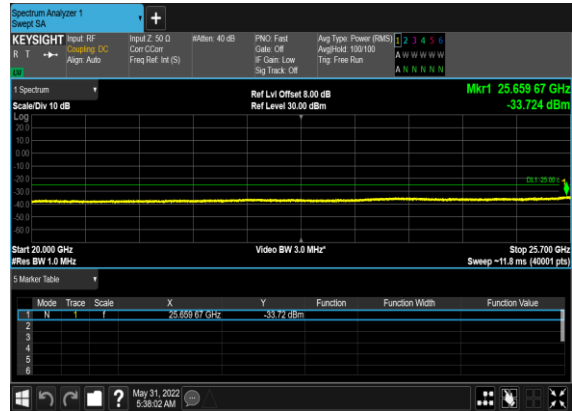 Spectrum Analyzer 1
Swept SA
+
KEYSIGHT Input: RF Input Z: 50 Ω #Atten: 40 dB PNO: Fast Avg Type: Power (RMS) 1 2 3 4 5 6
R T Coupling: DC Corr CCorr Gate: Off Avg|Hold: 100/100 A W W W W W
Align: Auto Freq Ref: Int (S) IF Gain: Low Trig: Free Run
Sig Track: Off A N N N N N
1 Spectrum Ref Lvl Offset 8.00 dB Mkr1 25.659 67 GHz
Scale/Div 10 dB Ref Level 30.00 dBm -33.724 dBm
Log
20.0
10.0
0.00
-10.0
-20.0
DL1 -25.00
-30.0
-40.0
-50.0
-60.0
Start 20.000 GHz Video BW 3.0 MHz* Stop 25.700 GHz
#Res BW 1.0 MHz Sweep ~11.8 ms (40001 pts)
5 Marker Table
Mode Trace Scale X Y Function Function Width Function Value
1 N 1 f 25.659 67 GHz -33.72 dBm
2
3
4
5
6
? May 31, 2022
5:38:02 AM